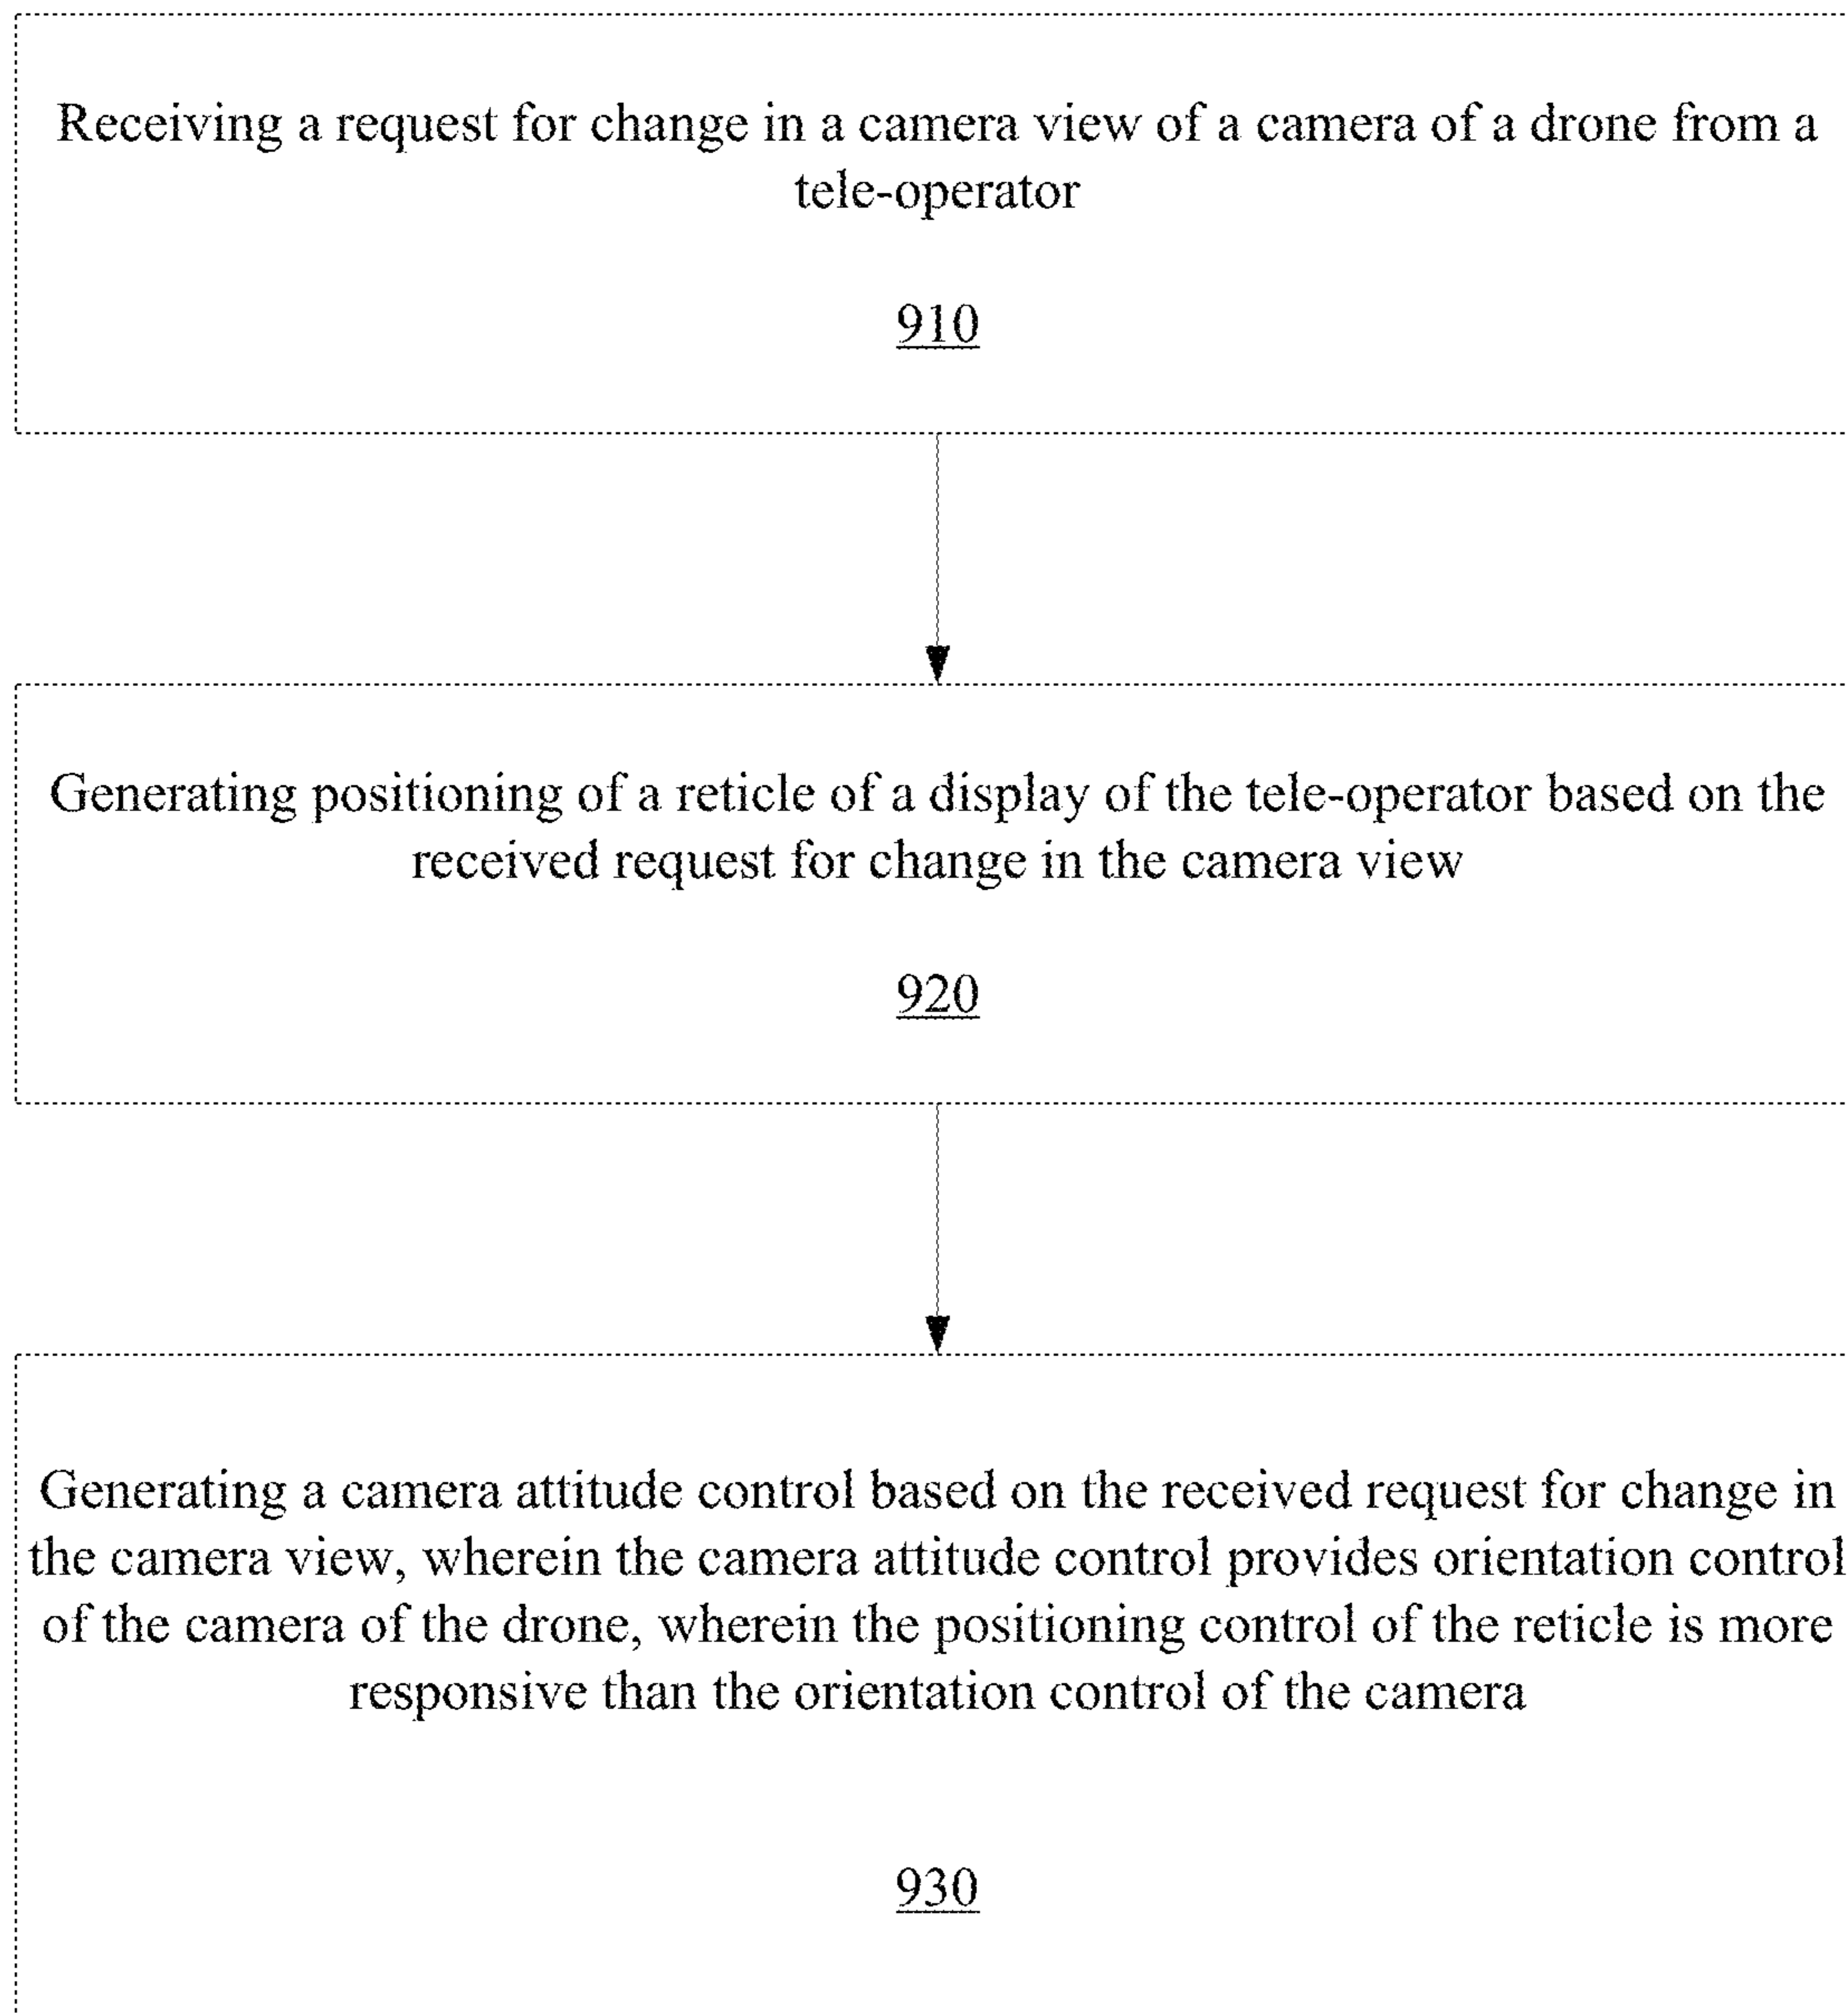 Receiving a request for change in a camera view of a camera of a drone from a
tele-operator
910
Generating positioning of a reticle of a display of the tele-operator based on the
received request for change in the camera view
920
Generating a camera attitude control based on the received request for change in
the camera view, wherein the camera attitude control provides orientation control
of the camera of the drone, wherein the positioning control of the reticle is more
responsive than the orientation control of the camera
930